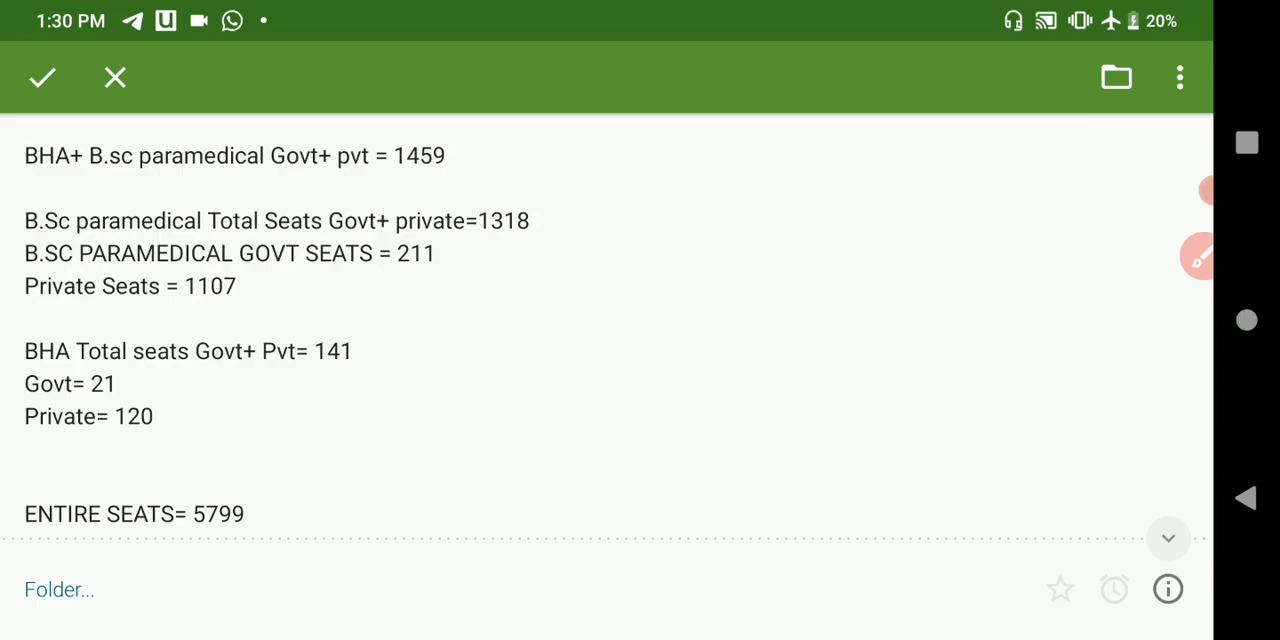 1:30 PM
20%
BHA+ B.sc paramedical Govt+ pvt = 1459
B.Sc paramedical Total Seats Govt+ private=1318
B.SC PARAMEDICAL GOVT SEATS = 211
Private Seats = 1107
BHA Total seats Govt+ Pvt= 141
Govt= 21
Private= 120
ENTIRE SEATS= 5799
Folder...